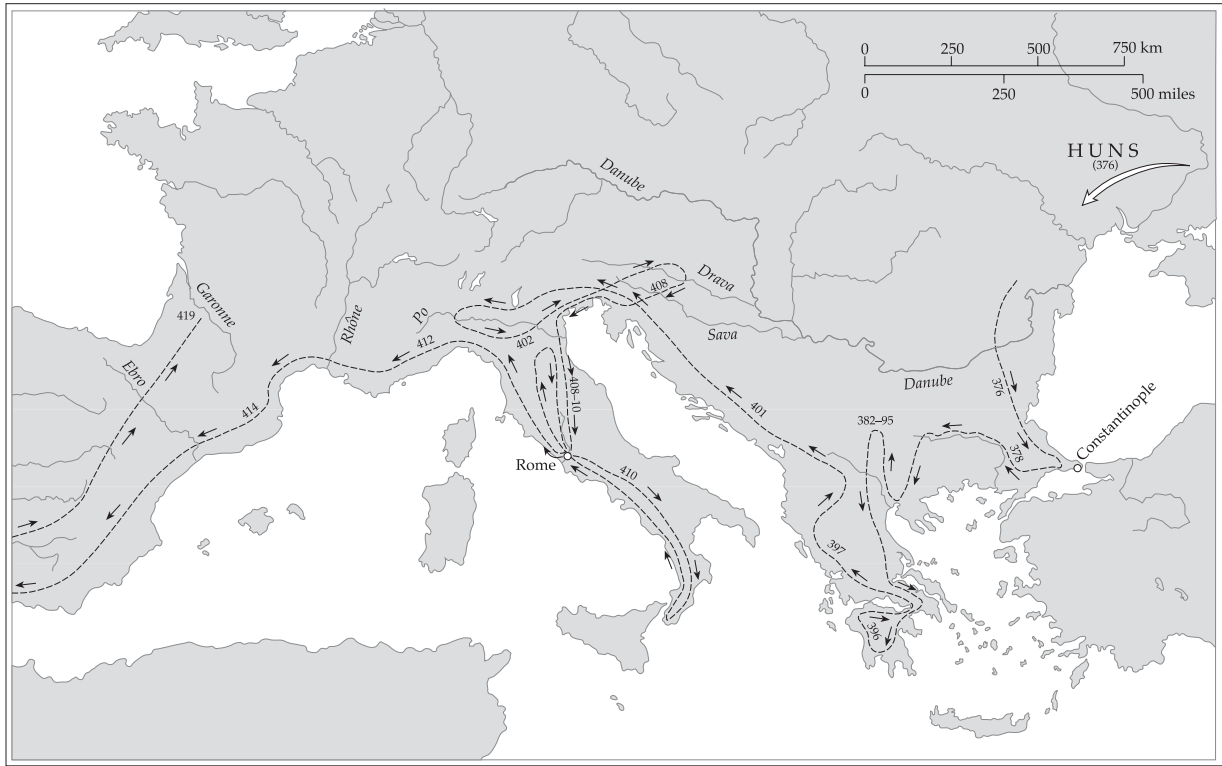 0 250 500 750 km
0 250 500 miles
HUNS
(376)
Danube
Drava
408
Garonne
419
Rhône
Po
Sava
402
412
Ebro
Danube
376
409–10
414
401
382–95
Constantinople
378
Rome
410
397
396